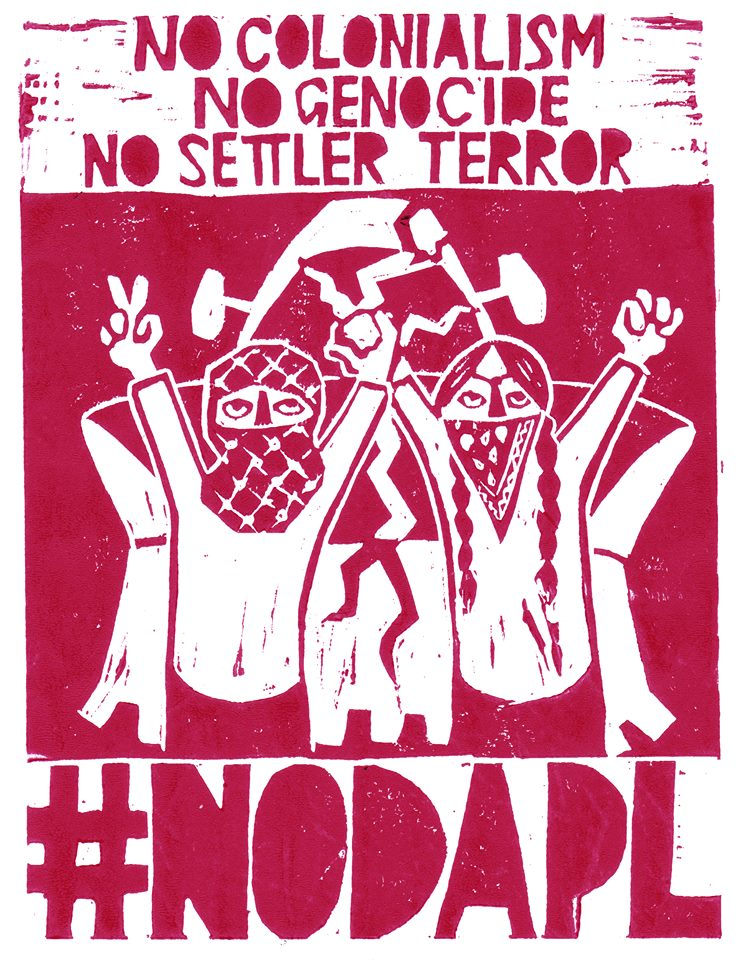 NO COLONIALISM
NO GENOCIDE
NO SETTLER TERROR
#NODAPL